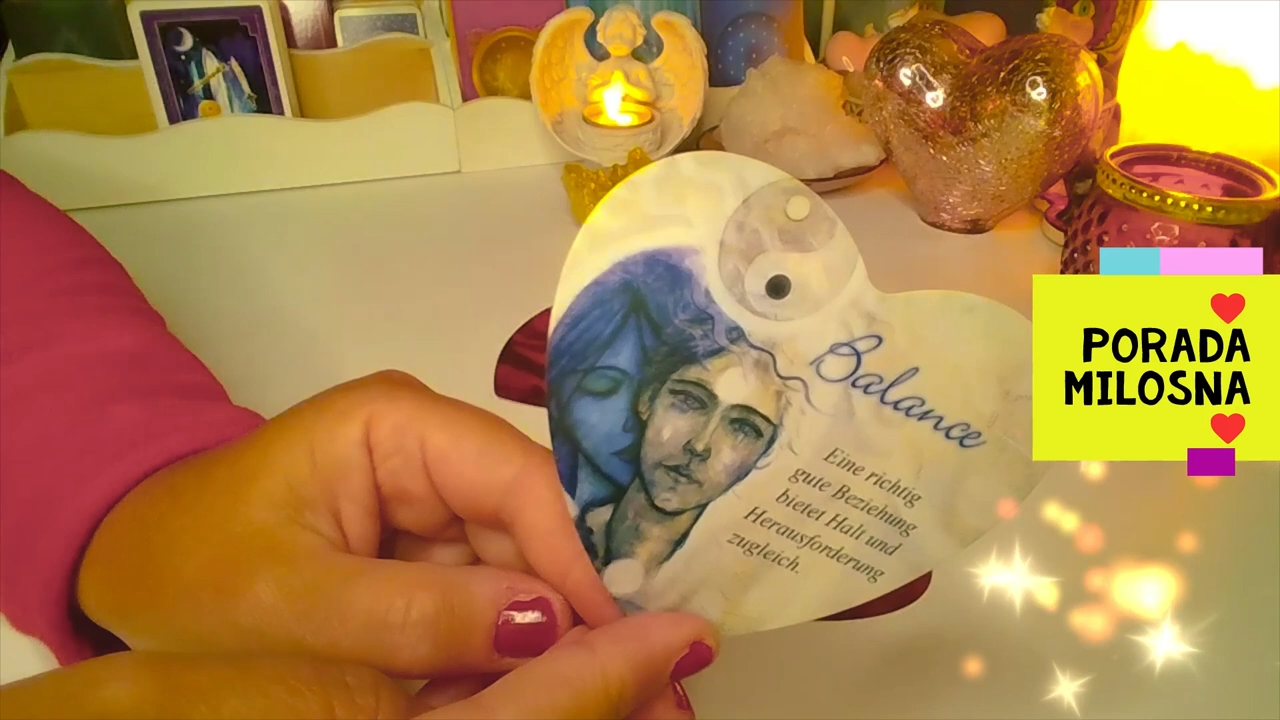 Balance
Eine richtig
gute Beziehung
bietet Halt und
Herausforderung
zugleich.
PORADA
MILOSNA